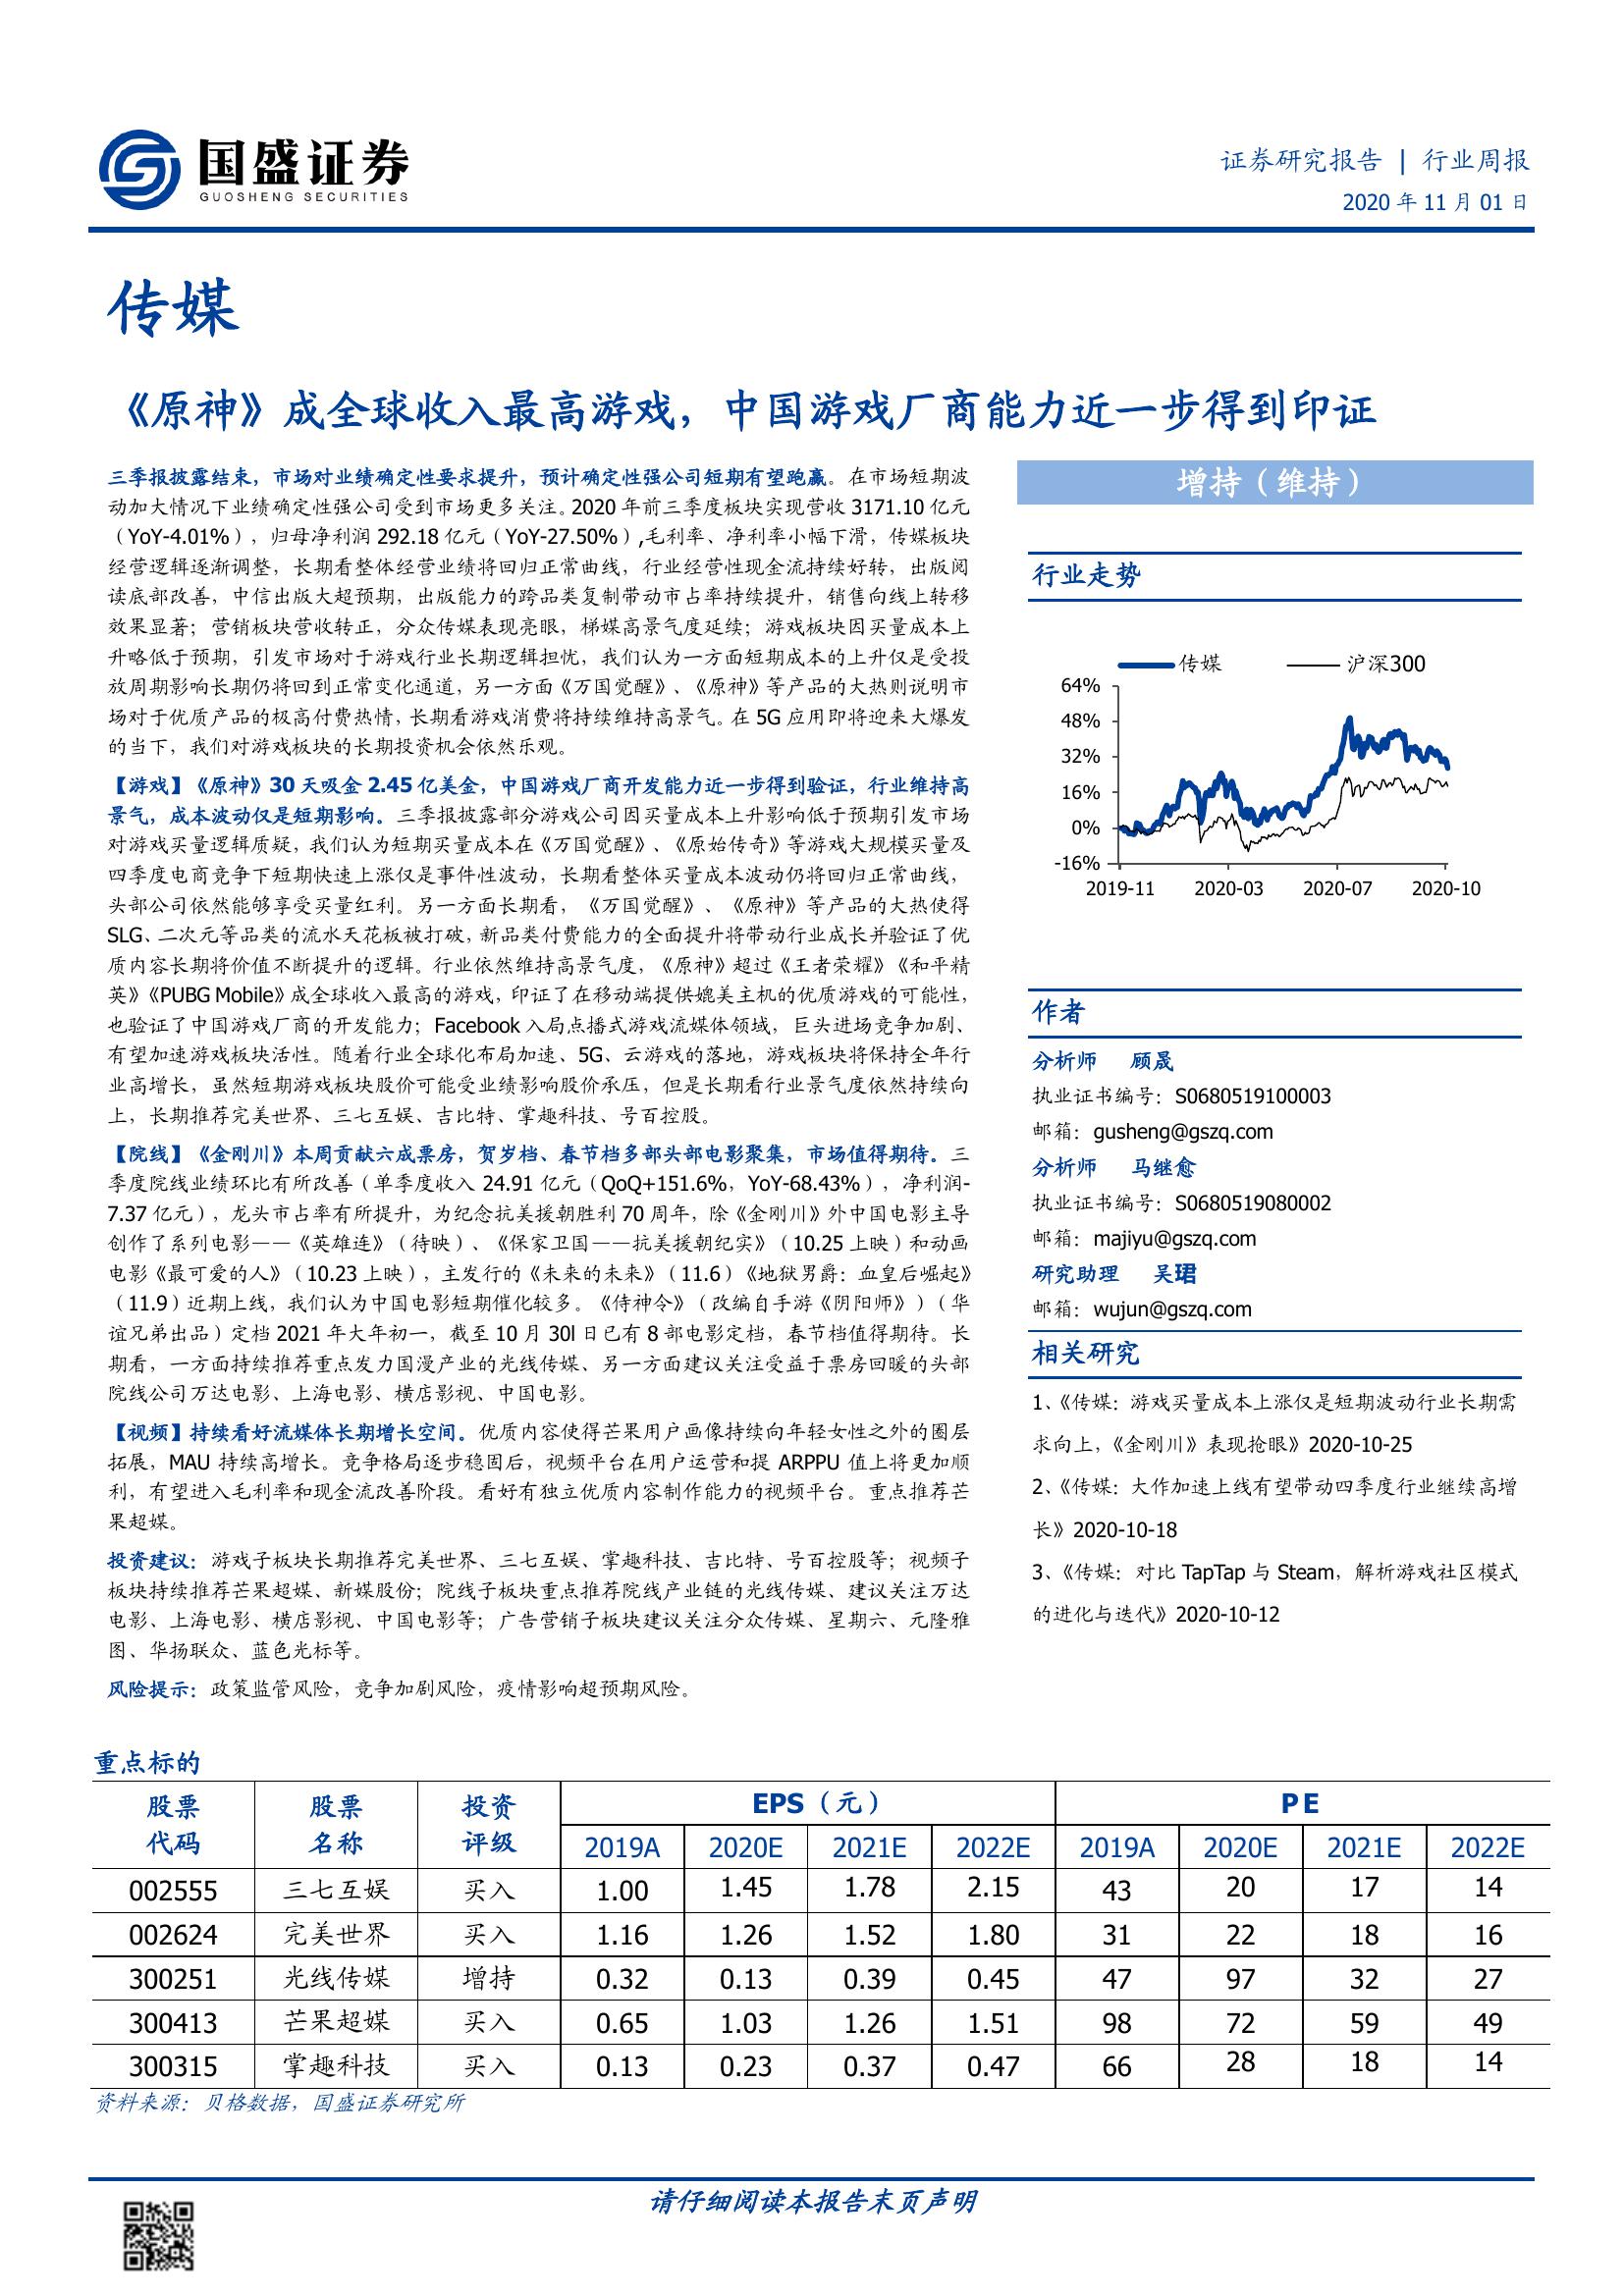 国盛证券
GUOSHENG SECURITIES
证券研究报告 | 行业周报
2020 年 11 月 01 日
传媒
《原神》成全球收入最高游戏，中国游戏厂商能力近一步得到印证
三季报披露结束，市场对业绩确定性要求提升，预计确定性强公司短期有望跑赢。在市场短期波
动加大情况下业绩确定性强公司受到市场更多关注。2020 年前三季度板块实现营收 3171.10 亿元
（YoY-4.01%），归母净利润 292.18 亿元（YoY-27.50%）,毛利率、净利率小幅下滑，传媒板块
经营逻辑逐渐调整，长期看整体经营业绩将回归正常曲线，行业经营性现金流持续好转，出版阅
读底部改善，中信出版大超预期，出版能力的跨品类复制带动市占率持续提升，销售向线上转移
效果显著；营销板块营收转正，分众传媒表现亮眼，梯媒高景气度延续；游戏板块因买量成本上
升略低于预期，引发市场对于游戏行业长期逻辑担忧，我们认为一方面短期成本的上升仅是受投
放周期影响长期仍将回到正常变化通道，另一方面《万国觉醒》、《原神》等产品的大热则说明市
场对于优质产品的极高付费热情，长期看游戏消费将持续维持高景气。在 5G 应用即将迎来大爆发
的当下，我们对游戏板块的长期投资机会依然乐观。
【游戏】《原神》30 天吸金 2.45 亿美金，中国游戏厂商开发能力近一步得到验证，行业维持高
景气，成本波动仅是短期影响。三季报披露部分游戏公司因买量成本上升影响低于预期引发市场
对游戏买量逻辑质疑，我们认为短期买量成本在《万国觉醒》、《原始传奇》等游戏大规模买量及
四季度电商竞争下短期快速上涨仅是事件性波动，长期看整体买量成本波动仍将回归正常曲线，
头部公司依然能够享受买量红利。另一方面长期看，《万国觉醒》、《原神》等产品的大热使得
SLG、二次元等品类的流水天花板被打破，新品类付费能力的全面提升将带动行业成长并验证了优
质内容长期将价值不断提升的逻辑。行业依然维持高景气度，《原神》超过《王者荣耀》《和平精
英》《PUBG Mobile》成全球收入最高的游戏，印证了在移动端提供媲美主机的优质游戏的可能性，
也验证了中国游戏厂商的开发能力；Facebook 入局点播式游戏流媒体领域，巨头进场竞争加剧、
有望加速游戏板块活性。随着行业全球化布局加速、5G、云游戏的落地，游戏板块将保持全年行
业高增长，虽然短期游戏板块股价可能受业绩影响股价承压，但是长期看行业景气度依然持续向
上，长期推荐完美世界、三七互娱、吉比特、掌趣科技、号百控股。
【院线】《金刚川》本周贡献六成票房，贺岁档、春节档多部头部电影聚集，市场值得期待。三
季度院线业绩环比有所改善（单季度收入 24.91 亿元（QoQ+151.6%，YoY-68.43%），净利润-
7.37 亿元），龙头市占率有所提升，为纪念抗美援朝胜利 70 周年，除《金刚川》外中国电影主导
创作了系列电影——《英雄连》（待映）、《保家卫国——抗美援朝纪实》（10.25 上映）和动画
电影《最可爱的人》（10.23 上映），主发行的《未来的未来》（11.6）《地狱男爵：血皇后崛起》
（11.9）近期上线，我们认为中国电影短期催化较多。《侍神令》（改编自手游《阴阳师》）（华
谊兄弟出品）定档 2021 年大年初一，截至 10 月 30l 日已有 8 部电影定档，春节档值得期待。长
期看，一方面持续推荐重点发力国漫产业的光线传媒、另一方面建议关注受益于票房回暖的头部
院线公司万达电影、上海电影、横店影视、中国电影。
【视频】持续看好流媒体长期增长空间。优质内容使得芒果用户画像持续向年轻女性之外的圈层
拓展，MAU 持续高增长。竞争格局逐步稳固后，视频平台在用户运营和提 ARPPU 值上将更加顺
利，有望进入毛利率和现金流改善阶段。看好有独立优质内容制作能力的视频平台。重点推荐芒
果超媒。
投资建议：游戏子板块长期推荐完美世界、三七互娱、掌趣科技、吉比特、号百控股等；视频子
板块持续推荐芒果超媒、新媒股份；院线子板块重点推荐院线产业链的光线传媒、建议关注万达
电影、上海电影、横店影视、中国电影等；广告营销子板块建议关注分众传媒、星期六、元隆雅
图、华扬联众、蓝色光标等。
风险提示：政策监管风险，竞争加剧风险，疫情影响超预期风险。
增持（维持）
行业走势
传媒 沪深300
64%
48%
32%
16%
0%
-16%
2019-11 2020-03 2020-07 2020-10
作者
分析师 顾晟
执业证书编号：S0680519100003
邮箱：gusheng@gszq.com
分析师 马继愈
执业证书编号：S0680519080002
邮箱：majiyu@gszq.com
研究助理 吴珺
邮箱：wujun@gszq.com
相关研究
1、《传媒：游戏买量成本上涨仅是短期波动行业长期需
求向上，《金刚川》表现抢眼》2020-10-25
2、《传媒：大作加速上线有望带动四季度行业继续高增
长》2020-10-18
3、《传媒：对比 TapTap 与 Steam，解析游戏社区模式
的进化与迭代》2020-10-12
重点标的
股票 股票 投资 EPS（元） P E
代码 名称 评级 2019A 2020E 2021E 2022E 2019A 2020E 2021E 2022E
002555 三七互娱 买入 1.00 1.45 1.78 2.15 43 20 17 14
002624 完美世界 买入 1.16 1.26 1.52 1.80 31 22 18 16
300251 光线传媒 增持 0.32 0.13 0.39 0.45 47 97 32 27
300413 芒果超媒 买入 0.65 1.03 1.26 1.51 98 72 59 49
300315 掌趣科技 买入 0.13 0.23 0.37 0.47 66 28 18 14
资料来源：贝格数据，国盛证券研究所
请仔细阅读本报告末页声明